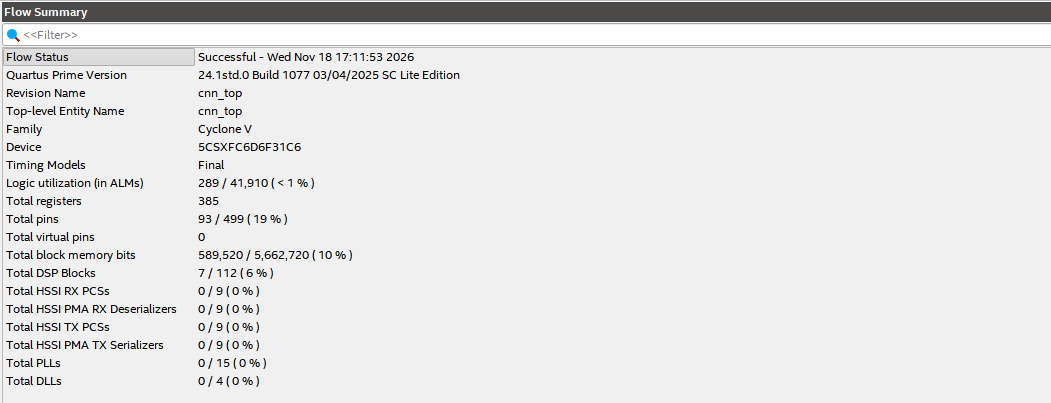 Flow Summary
<<Filter>>
Flow Status Successful - Wed Nov 18 17:11:53 2026
Quartus Prime Version 24.1std.0 Build 1077 03/04/2025 SC Lite Edition
Revision Name cnn_top
Top-level Entity Name cnn_top
Family Cyclone V
Device 5CSXFC6D6F31C6
Timing Models Final
Logic utilization (in ALMs) 289 / 41,910 ( < 1 % )
Total registers 385
Total pins 93 / 499 ( 19 % )
Total virtual pins 0
Total block memory bits 589,520 / 5,662,720 ( 10 % )
Total DSP Blocks 7 / 112 ( 6 % )
Total HSSI RX PCSs 0 / 9 ( 0 % )
Total HSSI PMA RX Deserializers 0 / 9 ( 0 % )
Total HSSI TX PCSs 0 / 9 ( 0 % )
Total HSSI PMA TX Serializers 0 / 9 ( 0 % )
Total PLLs 0 / 15 ( 0 % )
Total DLLs 0 / 4 ( 0 % )